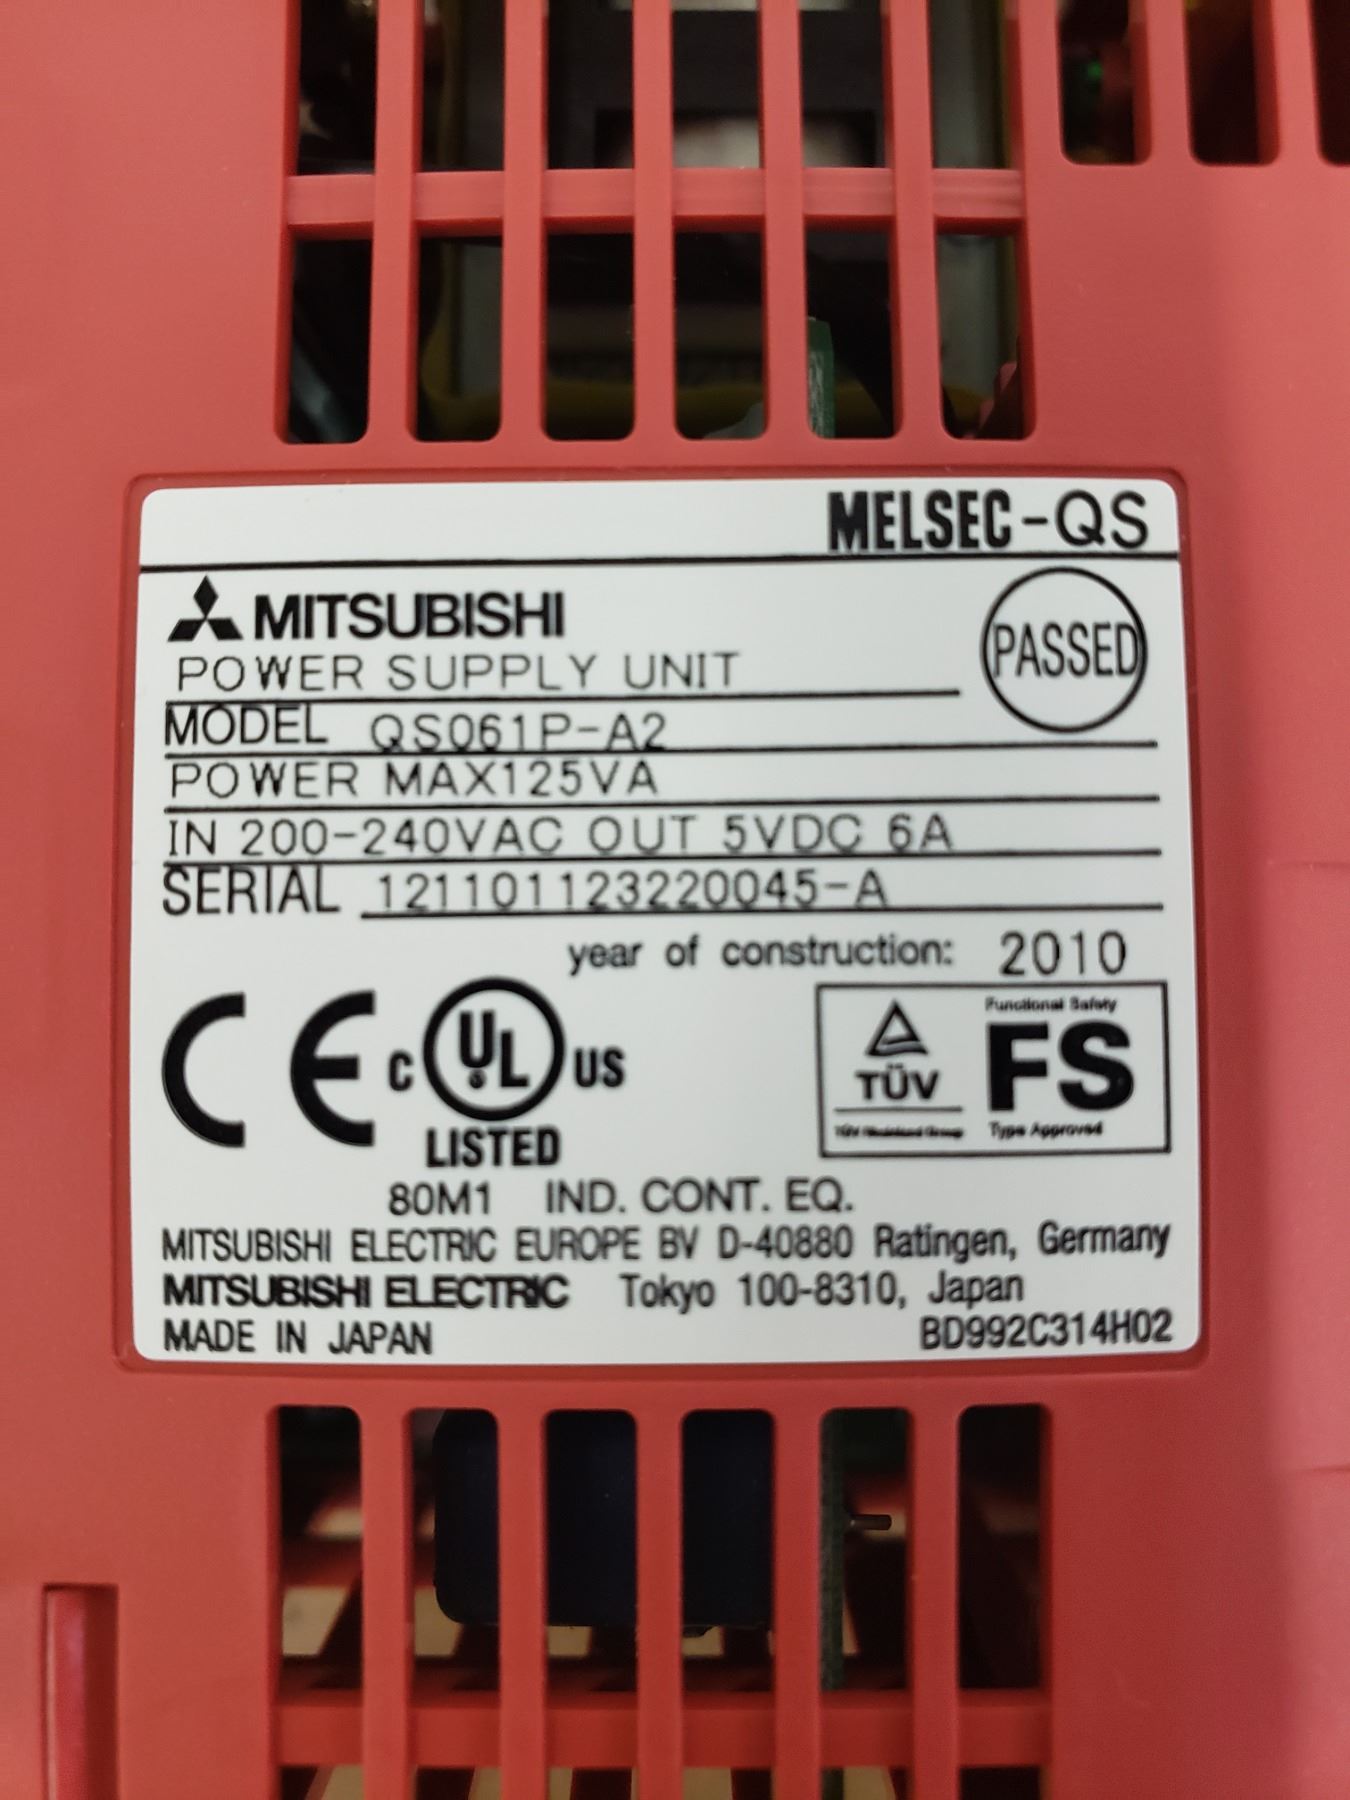 MELSEC-QS
MITSUBISHI
PASSED
POWER SUPPLY UNIT
MODEL QS061P-A2
POWER MAX125VA
IN 200-240VAC OUT 5VDC 6A
SERIAL 121101123220045-A
year of construction: 2010
CE
C UL US
LISTED
TÜV
Functional Safety
FS
Type Approved
80M1 IND. CONT. EQ.
MITSUBISHI ELECTRIC EUROPE BV D-40880 Ratingen, Germany
MITSUBISHI ELECTRIC Tokyo 100-8310, Japan
MADE IN JAPAN BD992C314H02